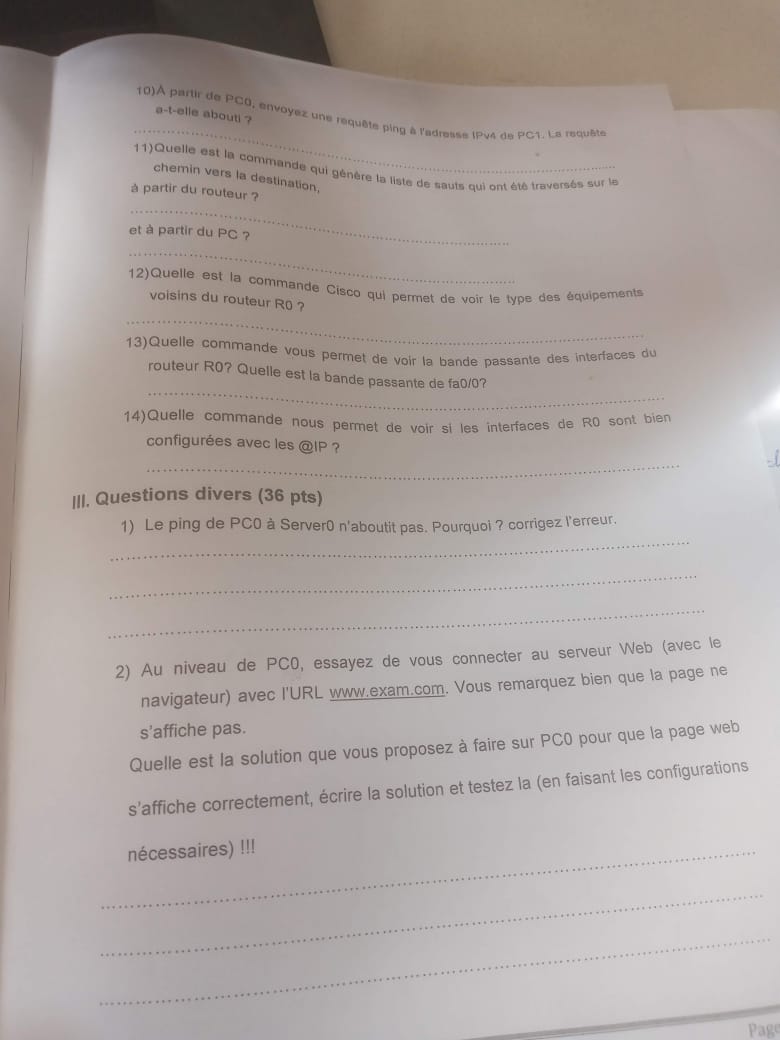 10)À partir de PC0, envoyez une requête ping à l'adresse IPv4 de PC1. La requête
a-t-elle abouti ?
11)Quelle est la commande qui génère la liste de sauts qui ont été traversés sur le
chemin vers la destination,
à partir du routeur ?
et à partir du PC ?
12)Quelle est la commande Cisco qui permet de voir le type des équipements
voisins du routeur R0 ?
13)Quelle commande vous permet de voir la bande passante des interfaces du
routeur R0? Quelle est la bande passante de fa0/0?
14)Quelle commande nous permet de voir si les interfaces de R0 sont bien
configurées avec les @IP ?
III. Questions divers (36 pts)
1) Le ping de PC0 à Server0 n'aboutit pas. Pourquoi ? corrigez l'erreur.
2) Au niveau de PC0, essayez de vous connecter au serveur Web (avec le
navigateur) avec l'URL www.exam.com. Vous remarquez bien que la page ne
s'affiche pas.
Quelle est la solution que vous proposez à faire sur PC0 pour que la page web
s'affiche correctement, écrire la solution et testez la (en faisant les configurations
nécessaires) !!!
Page